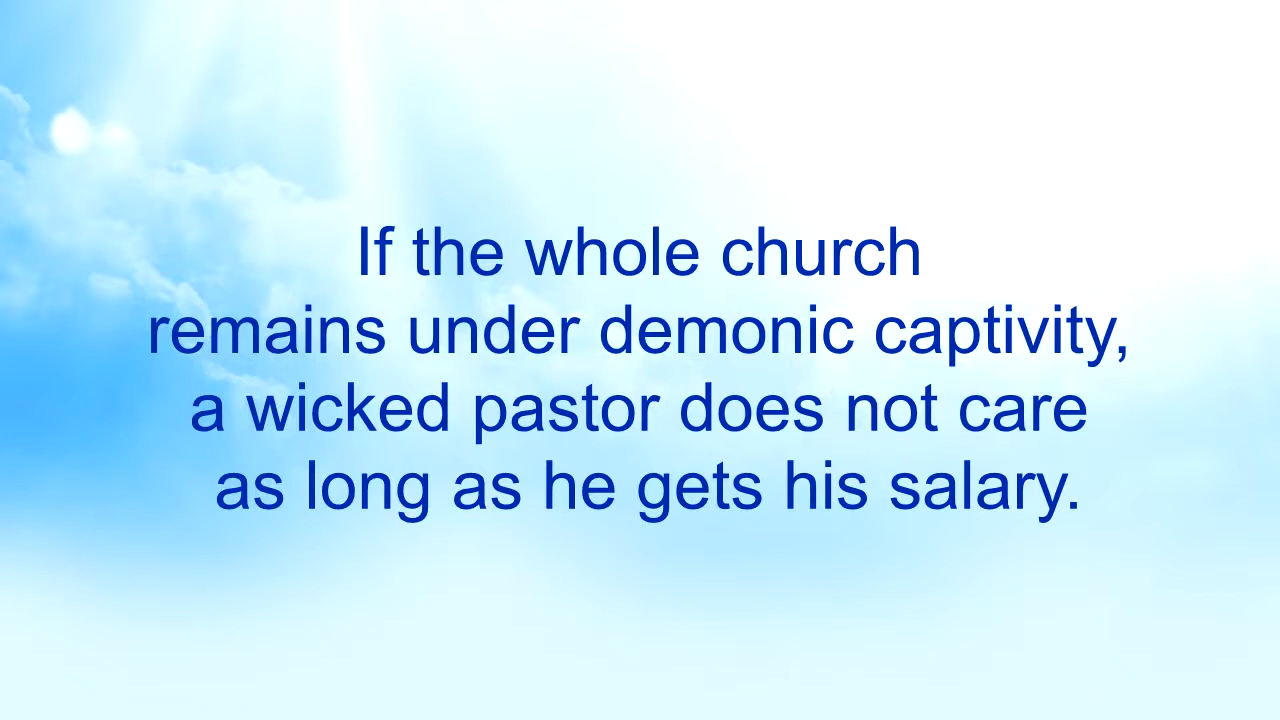 If the whole church
remains under demonic captivity,
a wicked pastor does not care
as long as he gets his salary.